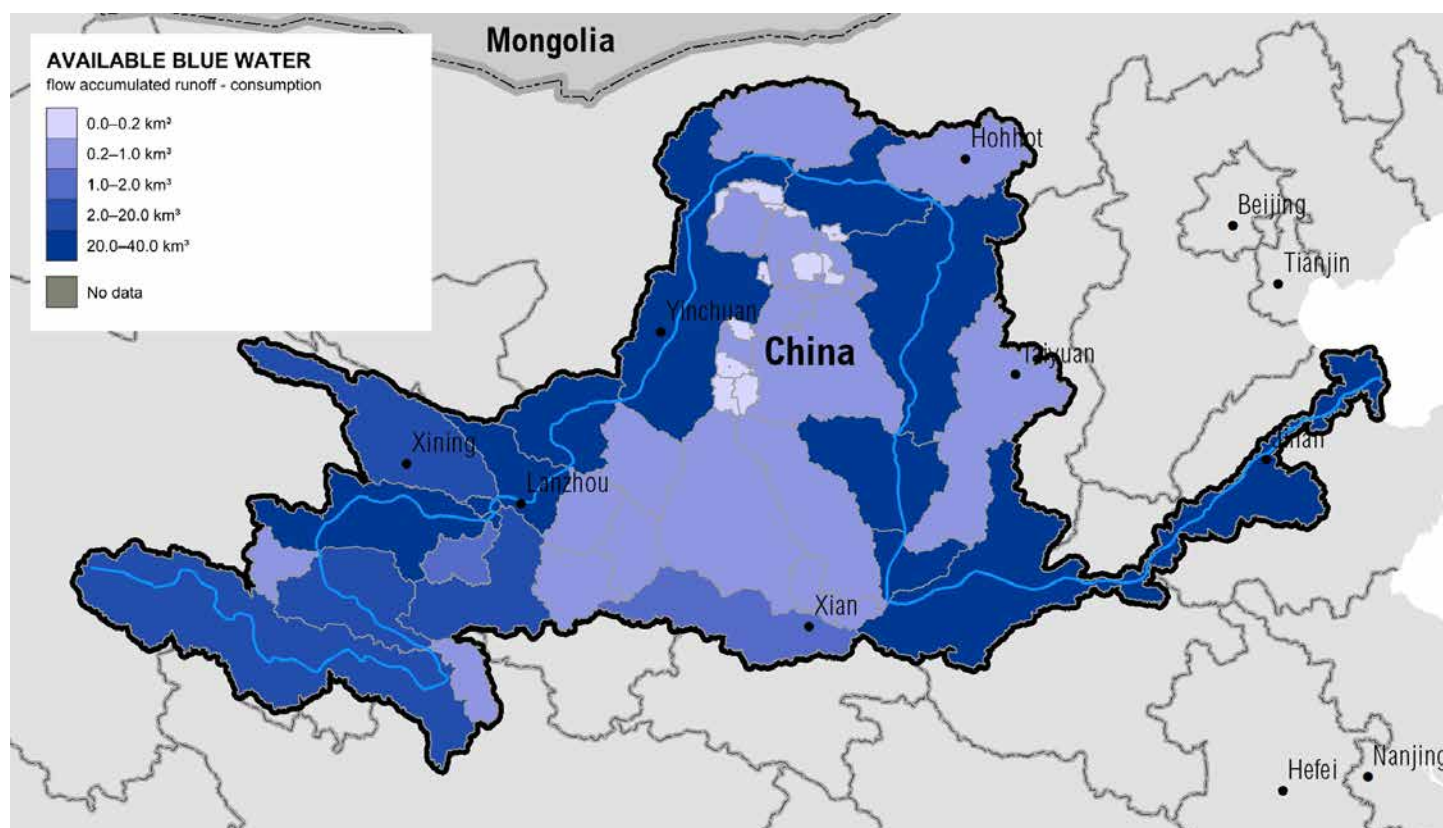 Mongolia
AVAILABLE BLUE WATER
flow accumulated runoff - consumption
0.0–0.2 km³
0.2–1.0 km³
1.0–2.0 km³
2.0–20.0 km³
20.0–40.0 km³
No data
Hohhot
Beijing
Tianjin
Yinchuan
China
Taiyuan
Xining
Jinan
Lanzhou
Xian
Hefei
Nanjing